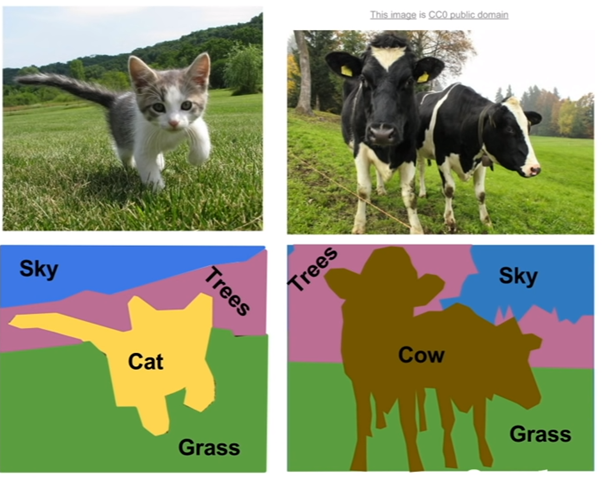 This image is CC0 public domain
Sky
Trees
Cat
Grass
Trees
Sky
Cow
Grass